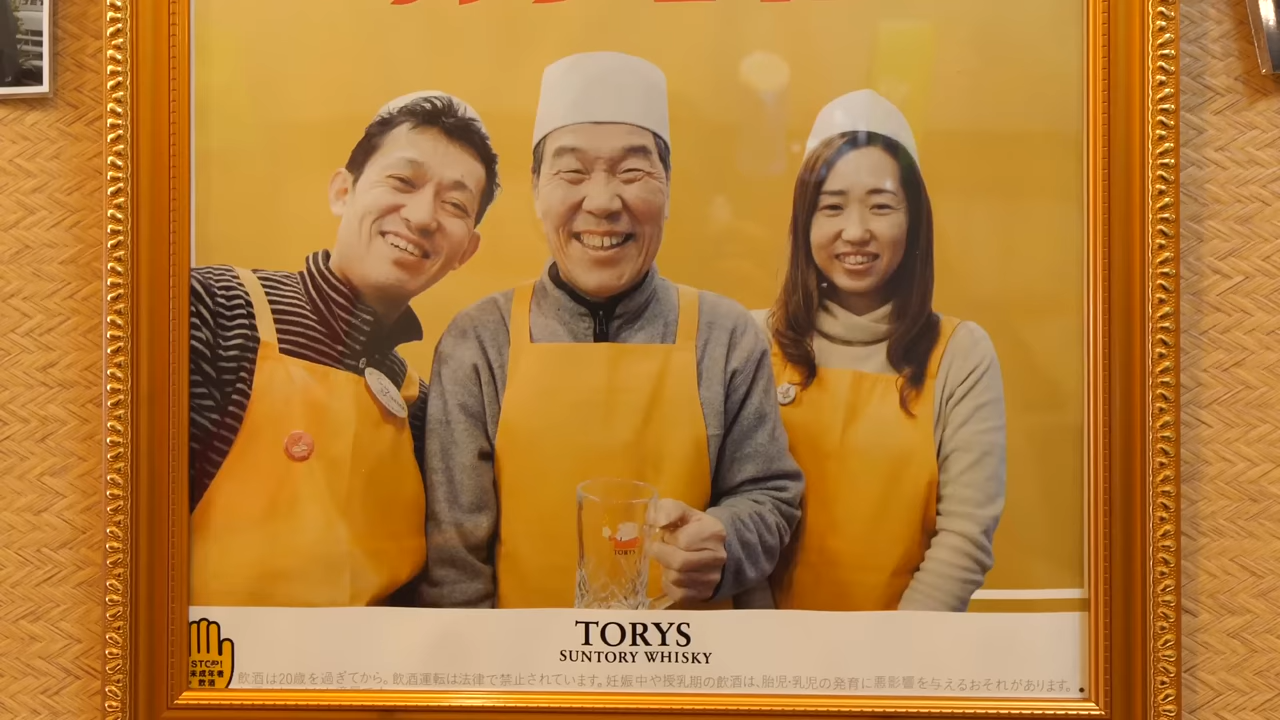 TORYS
TORYS
SUNTORY WHISKY
STOP!
未成年者
飲酒
飲酒は20歳を過ぎてから。飲酒運転は法律で禁止されています。妊娠中や授乳期の飲酒は、胎児・乳児の発育に悪影響を与えるおそれがあります。